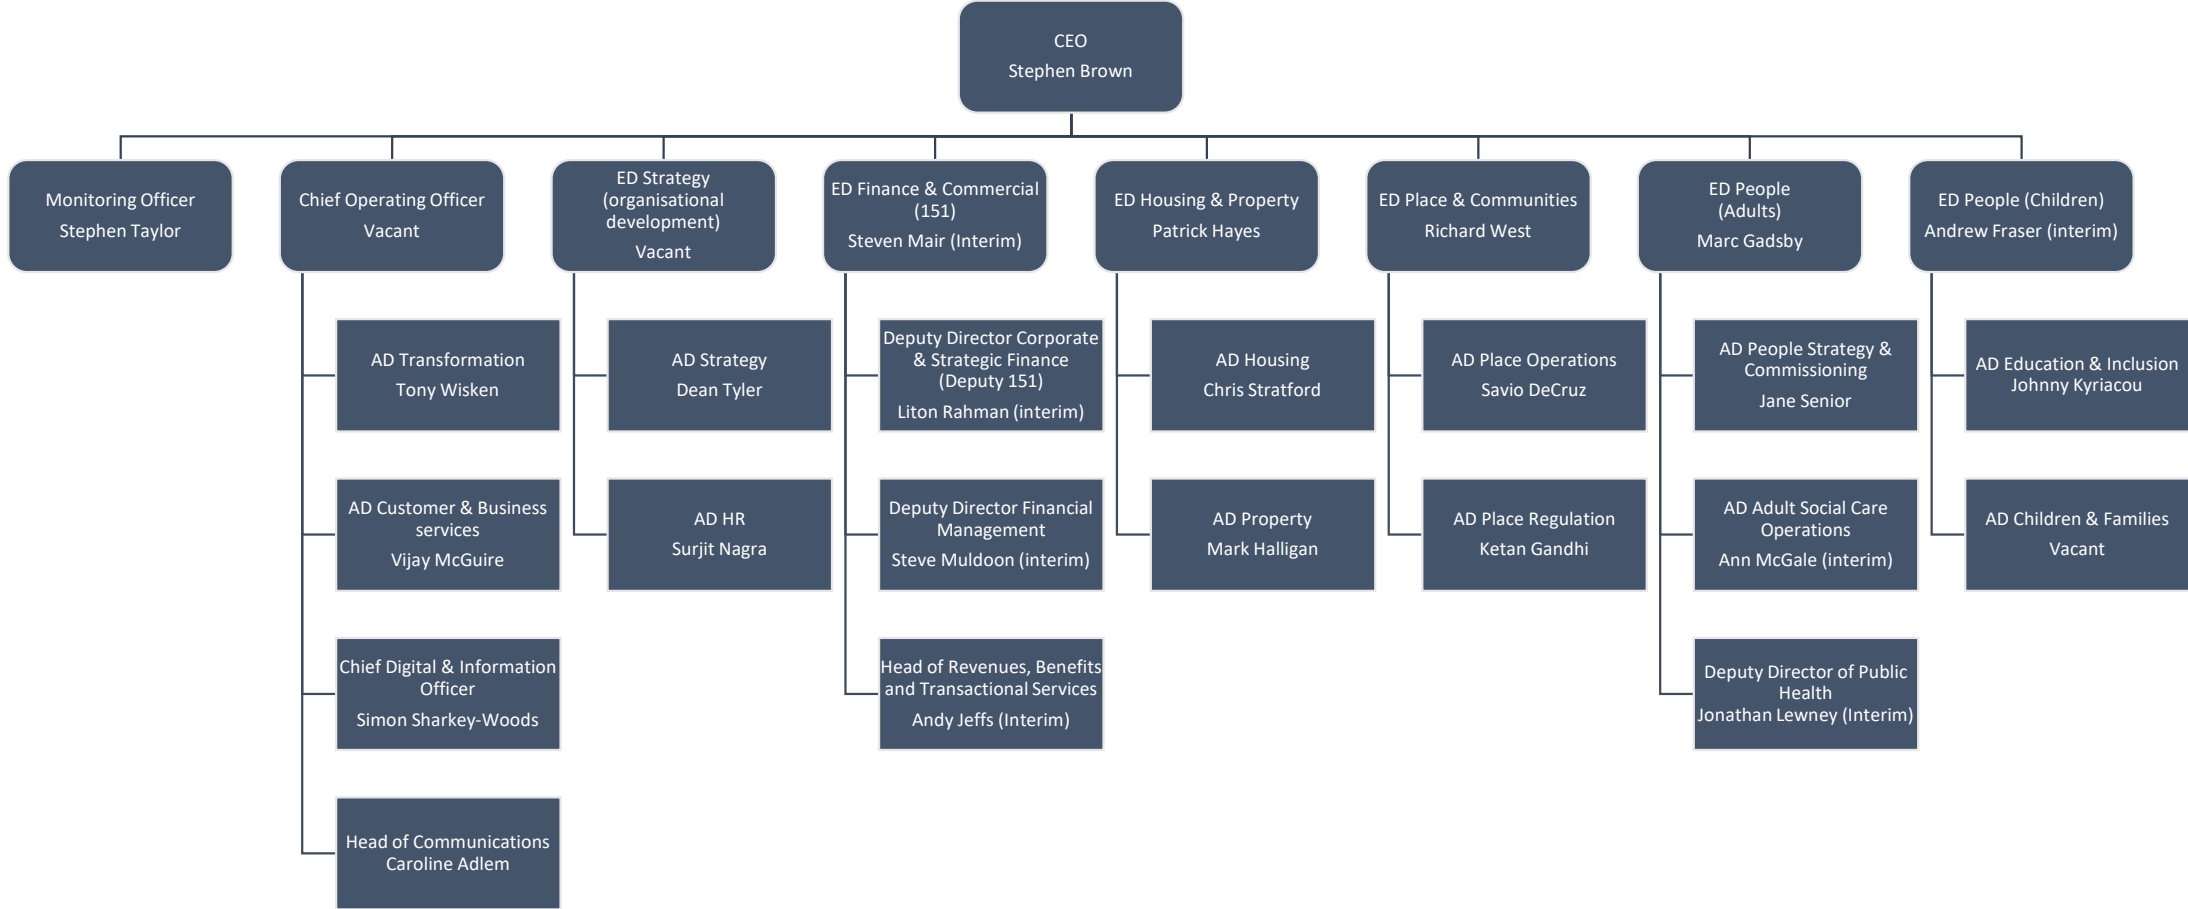 CEO
Stephen Brown
Monitoring Officer
Stephen Taylor
Chief Operating Officer
Vacant
AD Transformation
Tony Wisken
AD Customer & Business
services
Vijay McGuire
Chief Digital & Information
Officer
Simon Sharkey-Woods
Head of Communications
Caroline Adlem
ED Strategy
(organisational
development)
Vacant
AD Strategy
Dean Tyler
AD HR
Surjit Nagra
ED Finance & Commercial
(151)
Steven Mair (Interim)
Deputy Director Corporate
& Strategic Finance
(Deputy 151)
Liton Rahman (interim)
Deputy Director Financial
Management
Steve Muldoon (interim)
Head of Revenues, Benefits
and Transactional Services
Andy Jeffs (Interim)
ED Housing & Property
Patrick Hayes
AD Housing
Chris Stratford
AD Property
Mark Halligan
ED Place & Communities
Richard West
AD Place Operations
Savio DeCruz
AD Place Regulation
Ketan Gandhi
ED People
(Adults)
Marc Gadsby
AD People Strategy &
Commissioning
Jane Senior
AD Adult Social Care
Operations
Ann McGale (interim)
Deputy Director of Public
Health
Jonathan Lewney (Interim)
ED People (Children)
Andrew Fraser (interim)
AD Education & Inclusion
Johnny Kyriacou
AD Children & Families
Vacant